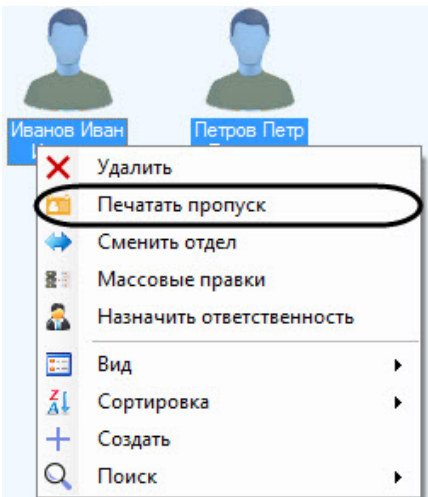 Иванов Иван Петров Петр
Удалить
Печатать пропуск
Сменить отдел
Массовые правки
Назначить ответственность
Вид
Сортировка
Создать
Поиск